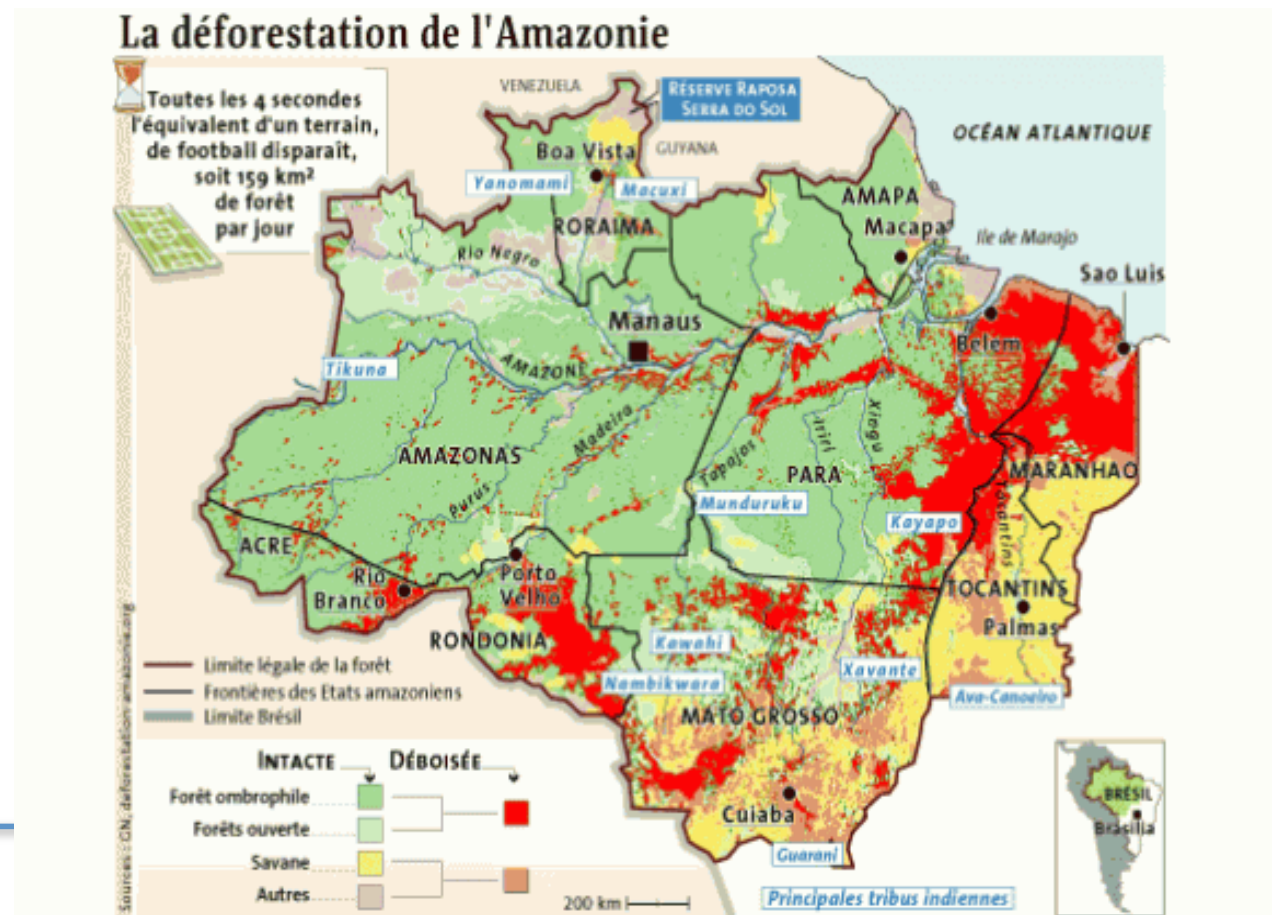 La déforestation de l'Amazonie
Toutes les 4 secondes
l'équivalent d'un terrain,
de football disparaît,
soit 159 km²
de forêt
par jour
VENEZUELA
RÉSERVE RAPOSA
SERRA DO SOL
OCÉAN ATLANTIQUE
Boa Vista
GUYANA
Yanomami
Macuxi
AMAPA
RORAIMA
Macapa
Ile de Marajo
Rio Negro
Sao Luis
Manaus
Belem
Tikuna
AMAZONE
Madeira
Xingu
Iriri
AMAZONAS
Tapajos
PARA
MARANHAO
Purus
Munduruku
Kayapo
Tocantins
ACRE
Rio
Branco
Porto
Velho
TOCANTINS
Palmas
RONDONIA
Kawahi
Xavante
Nambikwara
Ava-Canoeiro
MATO GROSSO
Limite légale de la forêt
Frontières des Etats amazoniens
Limite Brésil
INTACTE
DÉBOISÉE
Forêt ombrophile
Forêts ouverte
Savane
Autres
Cuiaba
Guarani
200 km
Principales tribus indiennes
BRÉSIL
Brasilia
Sources : GN, deforestation-amazonie.org